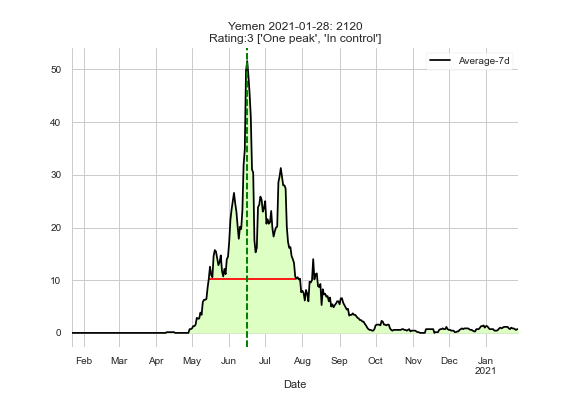 Yemen 2021-01-28: 2120
Rating:3 ['One peak', 'In control']
Average-7d
50
40
30
20
10
0
Feb Mar Apr May Jun Jul Aug Sep Oct Nov Dec Jan
2021
Date